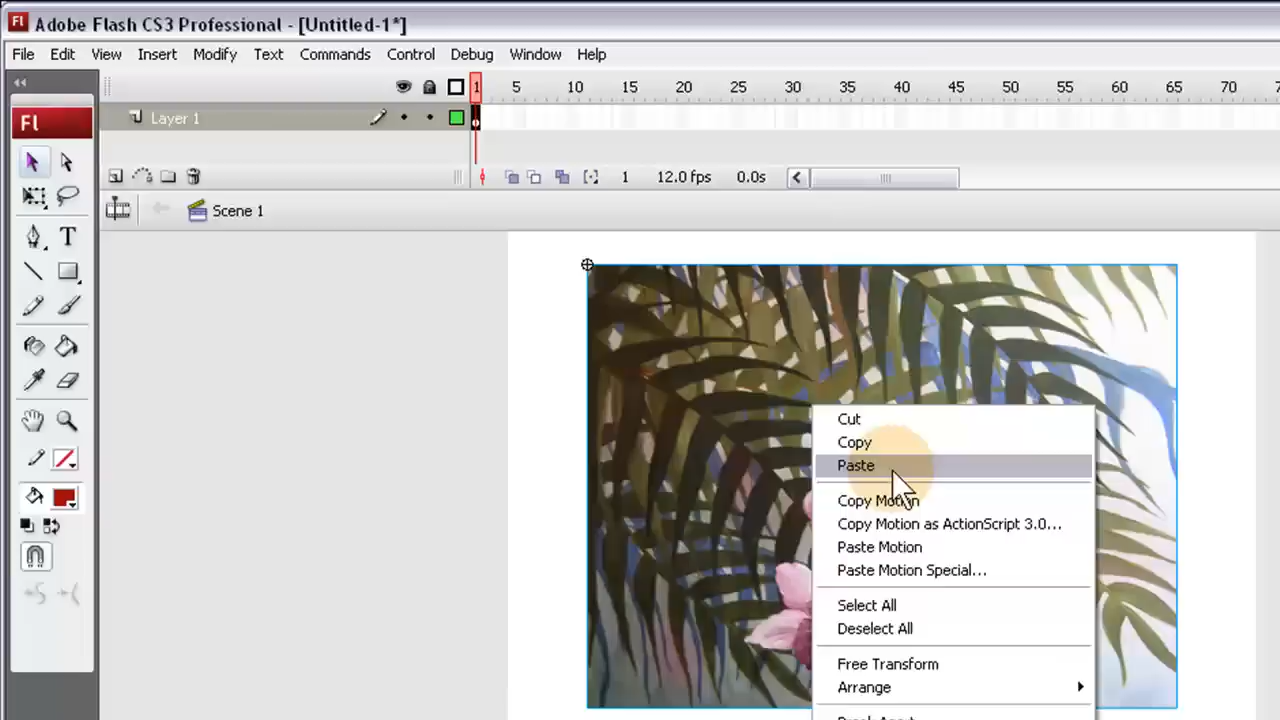 Fl Adobe Flash CS3 Professional - [Untitled-1*]
File Edit View Insert Modify Text Commands Control Debug Window Help
1 5 10 15 20 25 30 35 40 45 50 55 60 65 70
Fl
Layer 1
1 12.0 fps 0.0s
Scene 1
T
Cut
Copy
Paste
Copy Motion
Copy Motion as ActionScript 3.0...
Paste Motion
Paste Motion Special...
Select All
Deselect All
Free Transform
Arrange